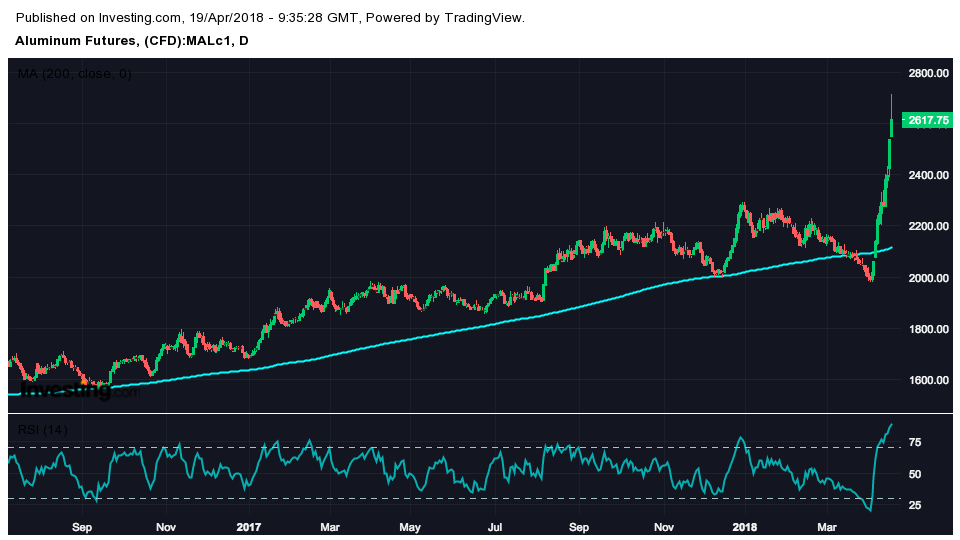 Published on Investing.com, 19/Apr/2018 - 9:35:28 GMT, Powered by TradingView.
Aluminum Futures, (CFD):MALc1, D
MA (200, close, 0)
2800.00
2617.75
2400.00
2200.00
2000.00
1800.00
1600.00
Investing.com
RSI (14)
75
50
25
Sep Nov 2017 Mar May Jul Sep Nov 2018 Mar